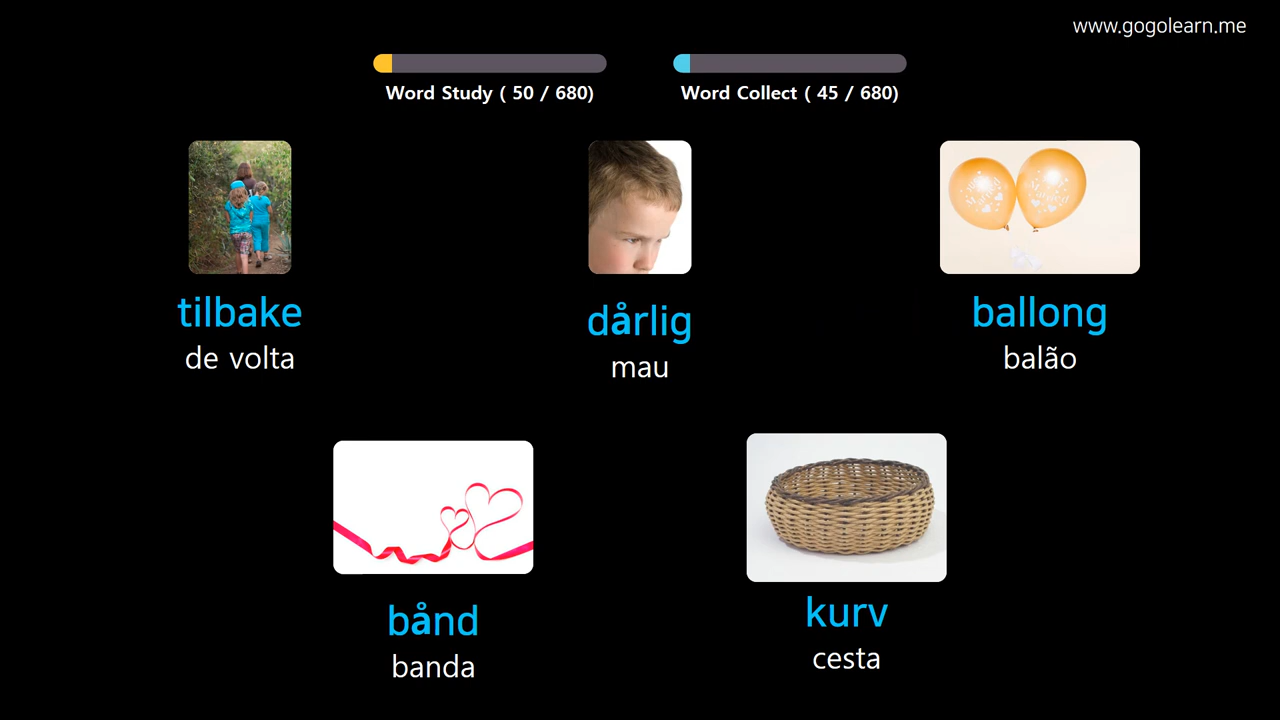 www.gogolearn.me
Word Study ( 50 / 680)
Word Collect ( 45 / 680)
tilbake
de volta
dårlig
mau
ballong
balão
bånd
banda
kurv
cesta